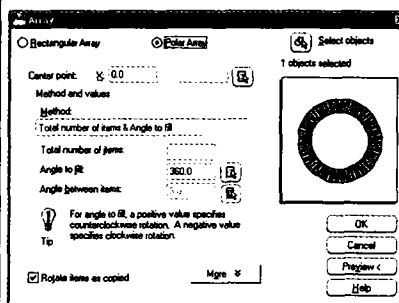 Array
Rectangular Array
Polar Array
Select objects
1 objects selected
Center point: X: 0.0
Method and values
Method:
Total number of items & Angle to fill
Total number of items:
Angle to fill: 360.0
Angle between items:
For angle to fill, a positive value specifies
counterclockwise rotation. A negative value
specifies clockwise rotation.
Tip
Rotate items as copied
More
OK
Cancel
Preview <
Help